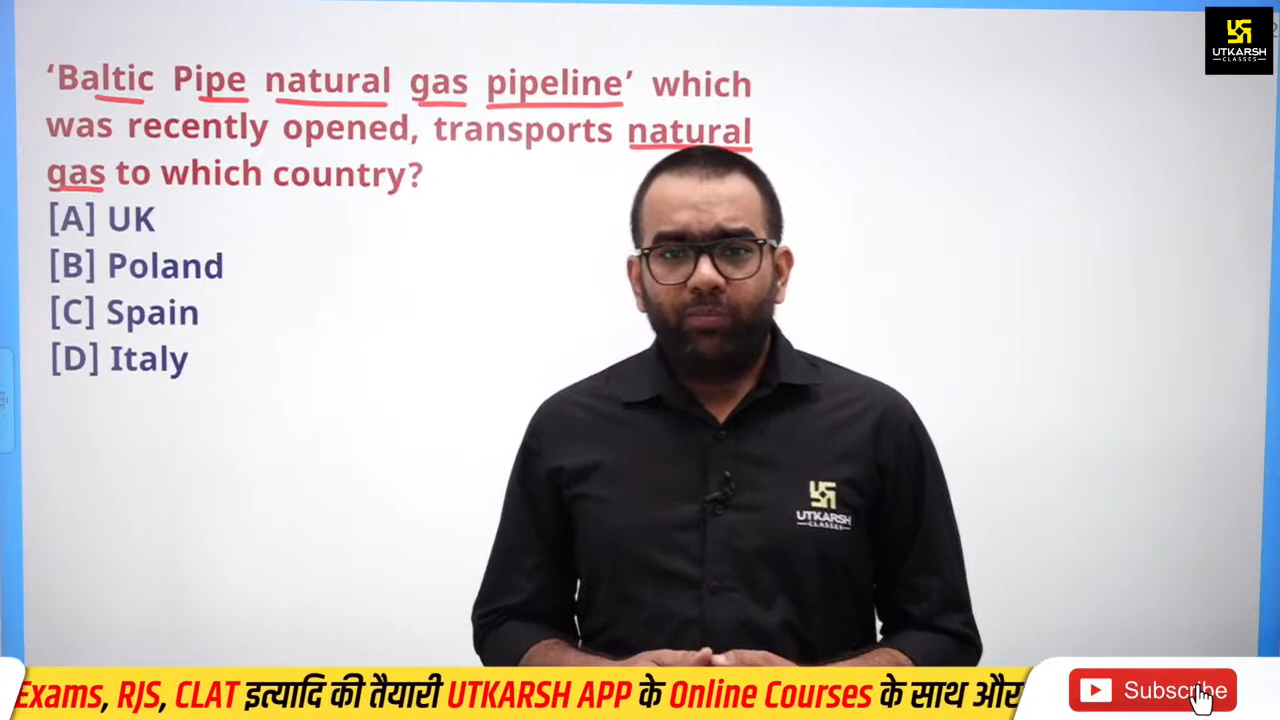 ‘Baltic Pipe natural gas pipeline’ which
was recently opened, transports natural
gas to which country?
[A] UK
[B] Poland
[C] Spain
[D] Italy
UTKARSH
CLASSES
UTKARSH
CLASSES
Exams, RJS, CLAT इत्यादि की तैयारी UTKARSH APP के Online Courses के साथ और
Subscribe